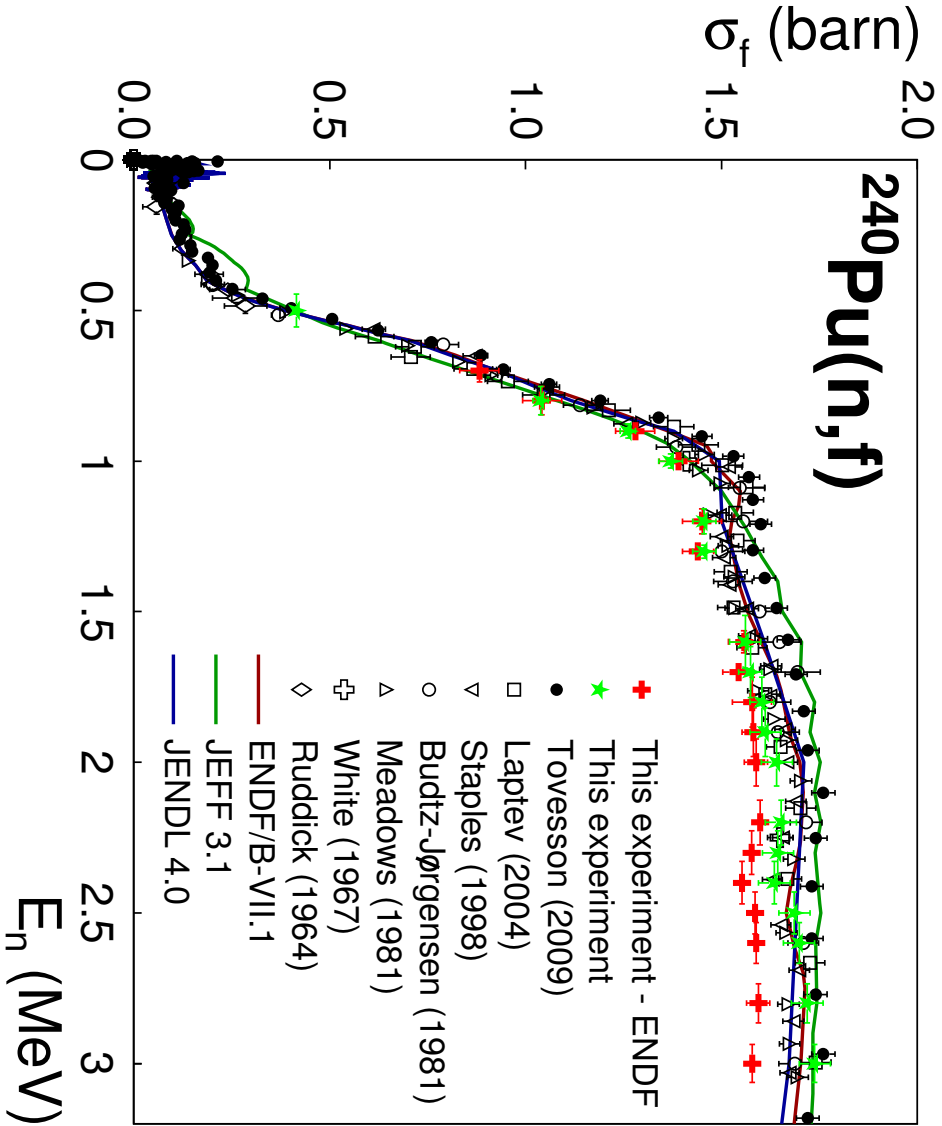 ²⁴⁰Pu(n,f)
σf (barn)
2.0
1.5
1.0
0.5
0.0
0
0.5
1
1.5
2
2.5
3
En (MeV)
This experiment - ENDF
This experiment
Tovesson (2009)
Laptev (2004)
Staples (1998)
Budtz-Jørgensen (1981)
Meadows (1981)
White (1967)
Ruddick (1964)
ENDF/B-VII.1
JEFF 3.1
JENDL 4.0